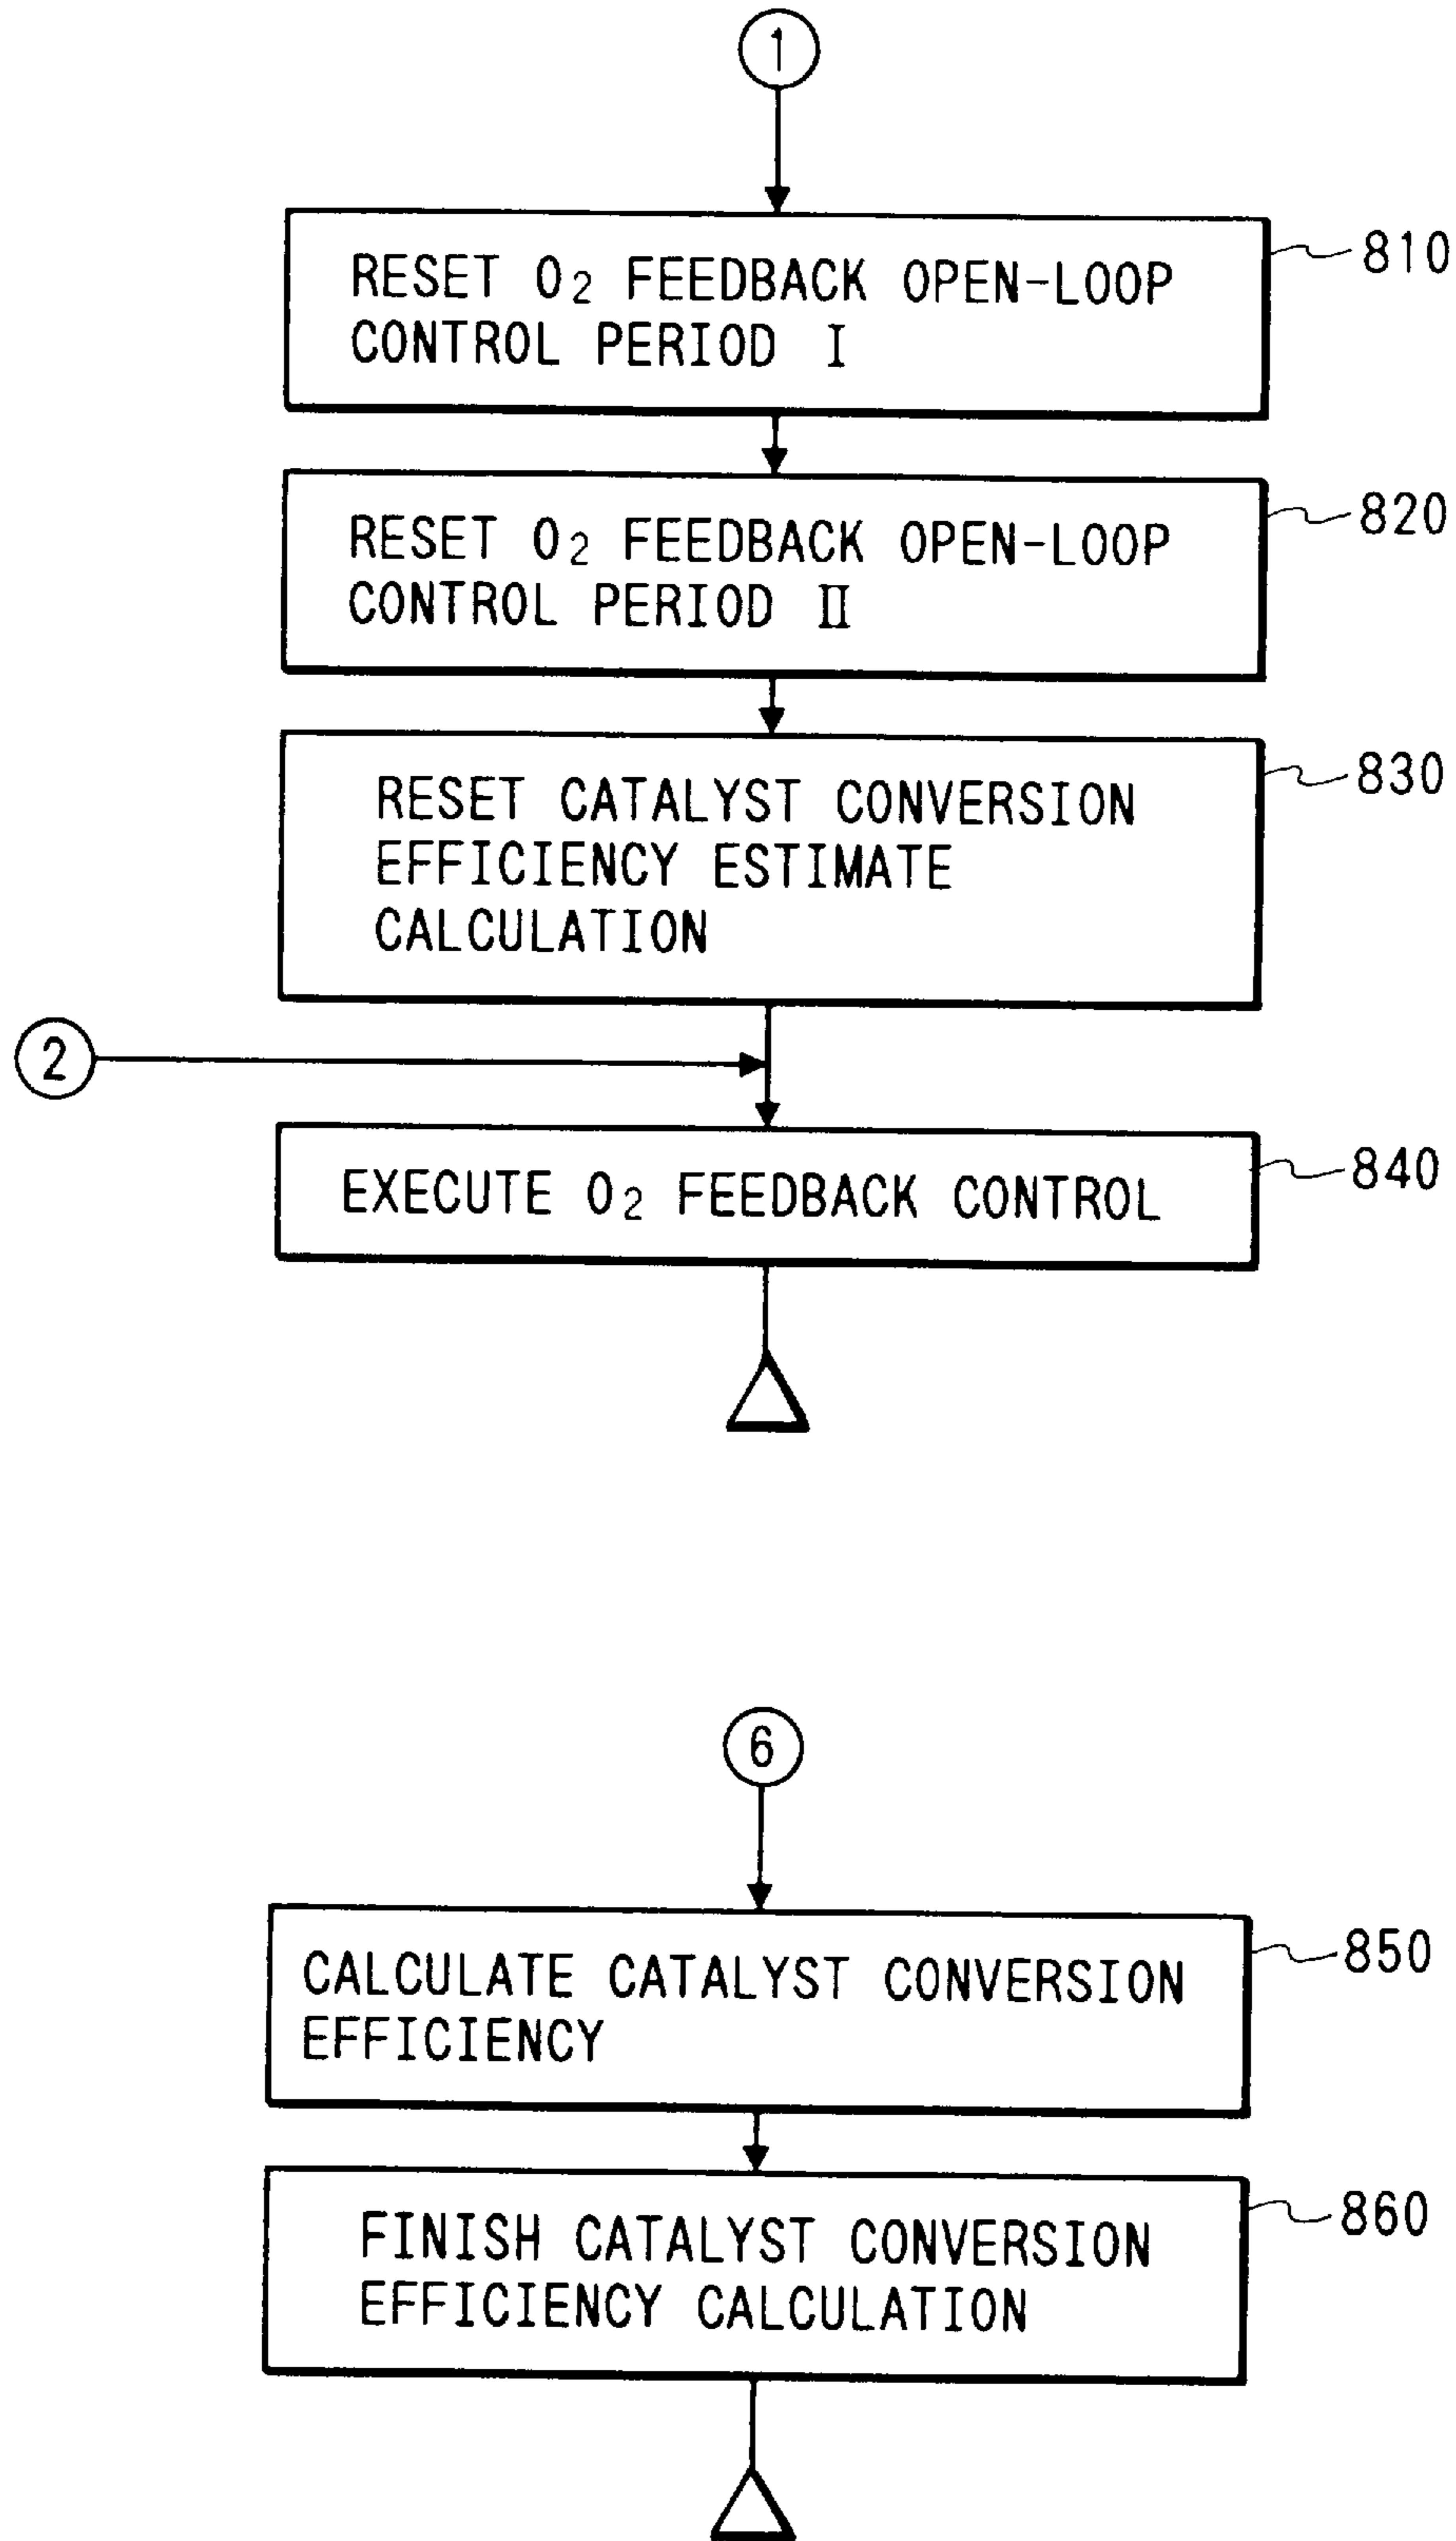 1
RESET O₂ FEEDBACK OPEN-LOOP
CONTROL PERIOD I
810
RESET O₂ FEEDBACK OPEN-LOOP
CONTROL PERIOD II
820
RESET CATALYST CONVERSION
EFFICIENCY ESTIMATE
CALCULATION
830
2
EXECUTE O₂ FEEDBACK CONTROL
840
6
CALCULATE CATALYST CONVERSION
EFFICIENCY
850
FINISH CATALYST CONVERSION
EFFICIENCY CALCULATION
860